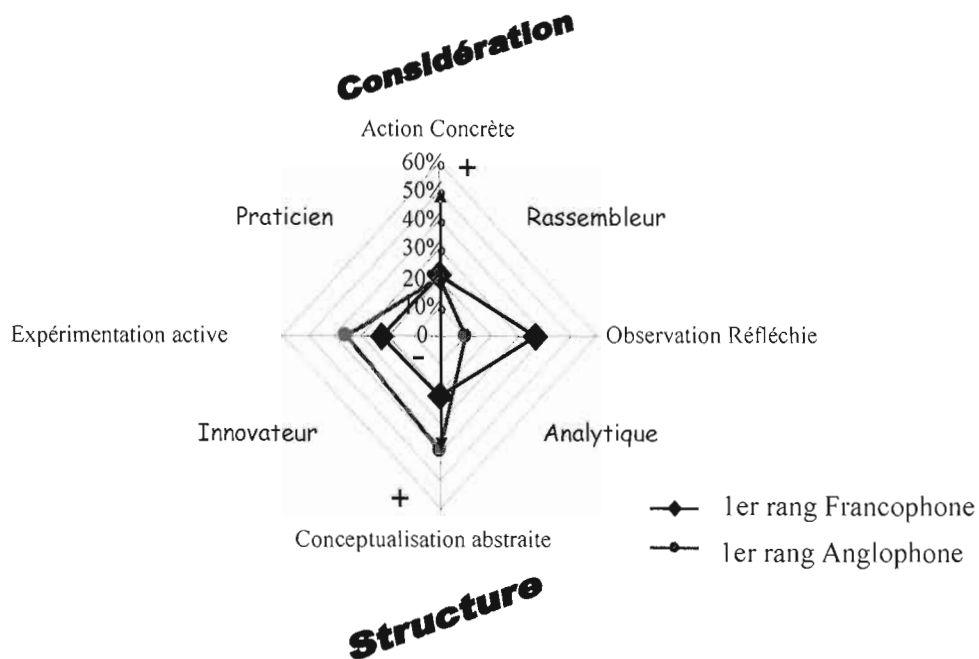 Considération
Action Concrète
60%
+
50%
Praticien
Rassembleur
40%
30%
20%
10%
Expérimentation active
0
Observation Réfléchie
-
Innovateur
Analytique
+
1er rang Francophone
Conceptualisation abstraite
1er rang Anglophone
Structure